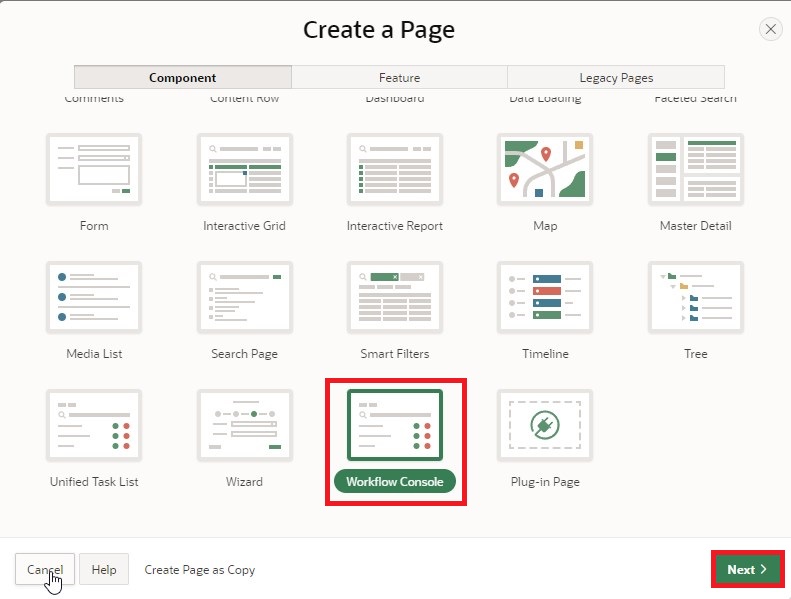 Create a Page
Component Feature Legacy Pages
Comments Content Row Dashboard Data Loading Faceted Search
Form Interactive Grid Interactive Report Map Master Detail
Media List Search Page Smart Filters Timeline Tree
Unified Task List Wizard Workflow Console Plug-in Page
Cancel Help Create Page as Copy Next